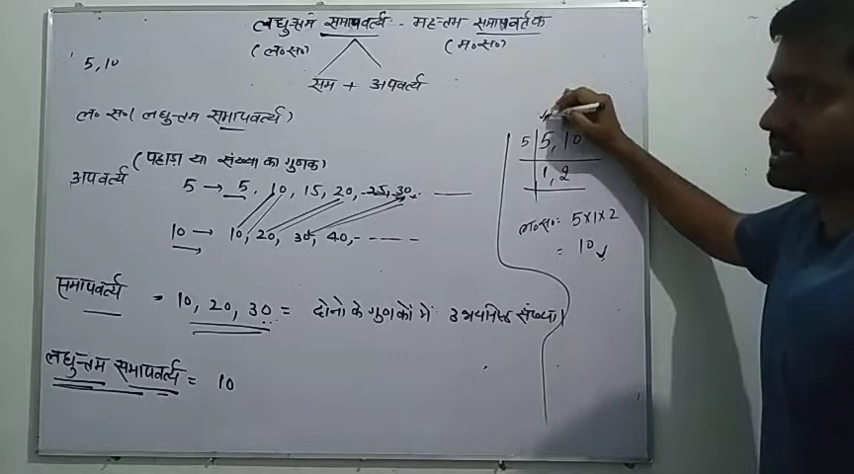 लघुत्तम समापवर्त्य - महत्तम समापवर्तक
(ल०स०) (म०स०)
5, 10
सम + अपवर्त्य
ल० स० ( लघुत्तम समापवर्त्य )
(पहाड़ा या संख्या का गुणक)
अपवर्त्य 5 → 5, 10, 15, 20, 25, 30
10 → 10, 20, 30, 40, - - - - -
समापवर्त्य = 10, 20, 30 = दोनो के गुणकों में उभयनिष्ठ संख्या।
लघुत्तम समापवर्त्य = 10
5 | 5, 10
1, 2
ल०स०= 5×1×2
= 10